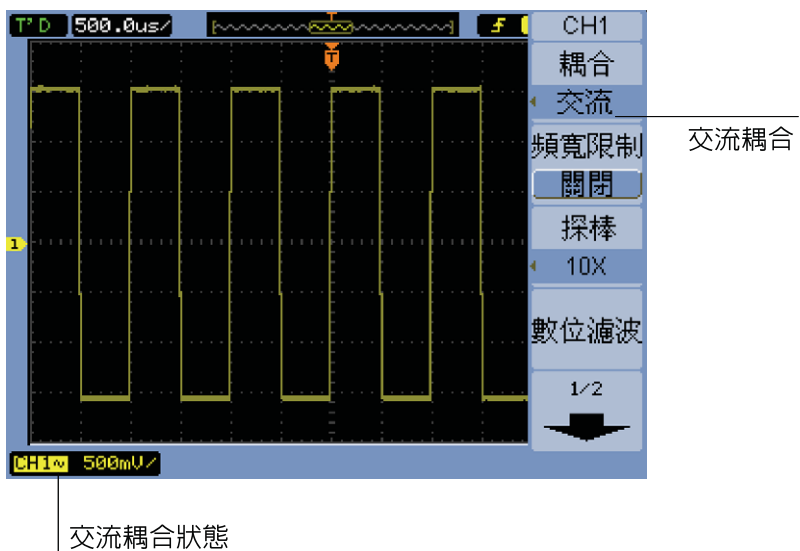 T'D 500.0us/ T CH1
T
耦合
交流
交流耦合
頻寬限制
關閉
1
探棒
10X
數位濾波
1/2
CH1~ 500mV/
交流耦合狀態